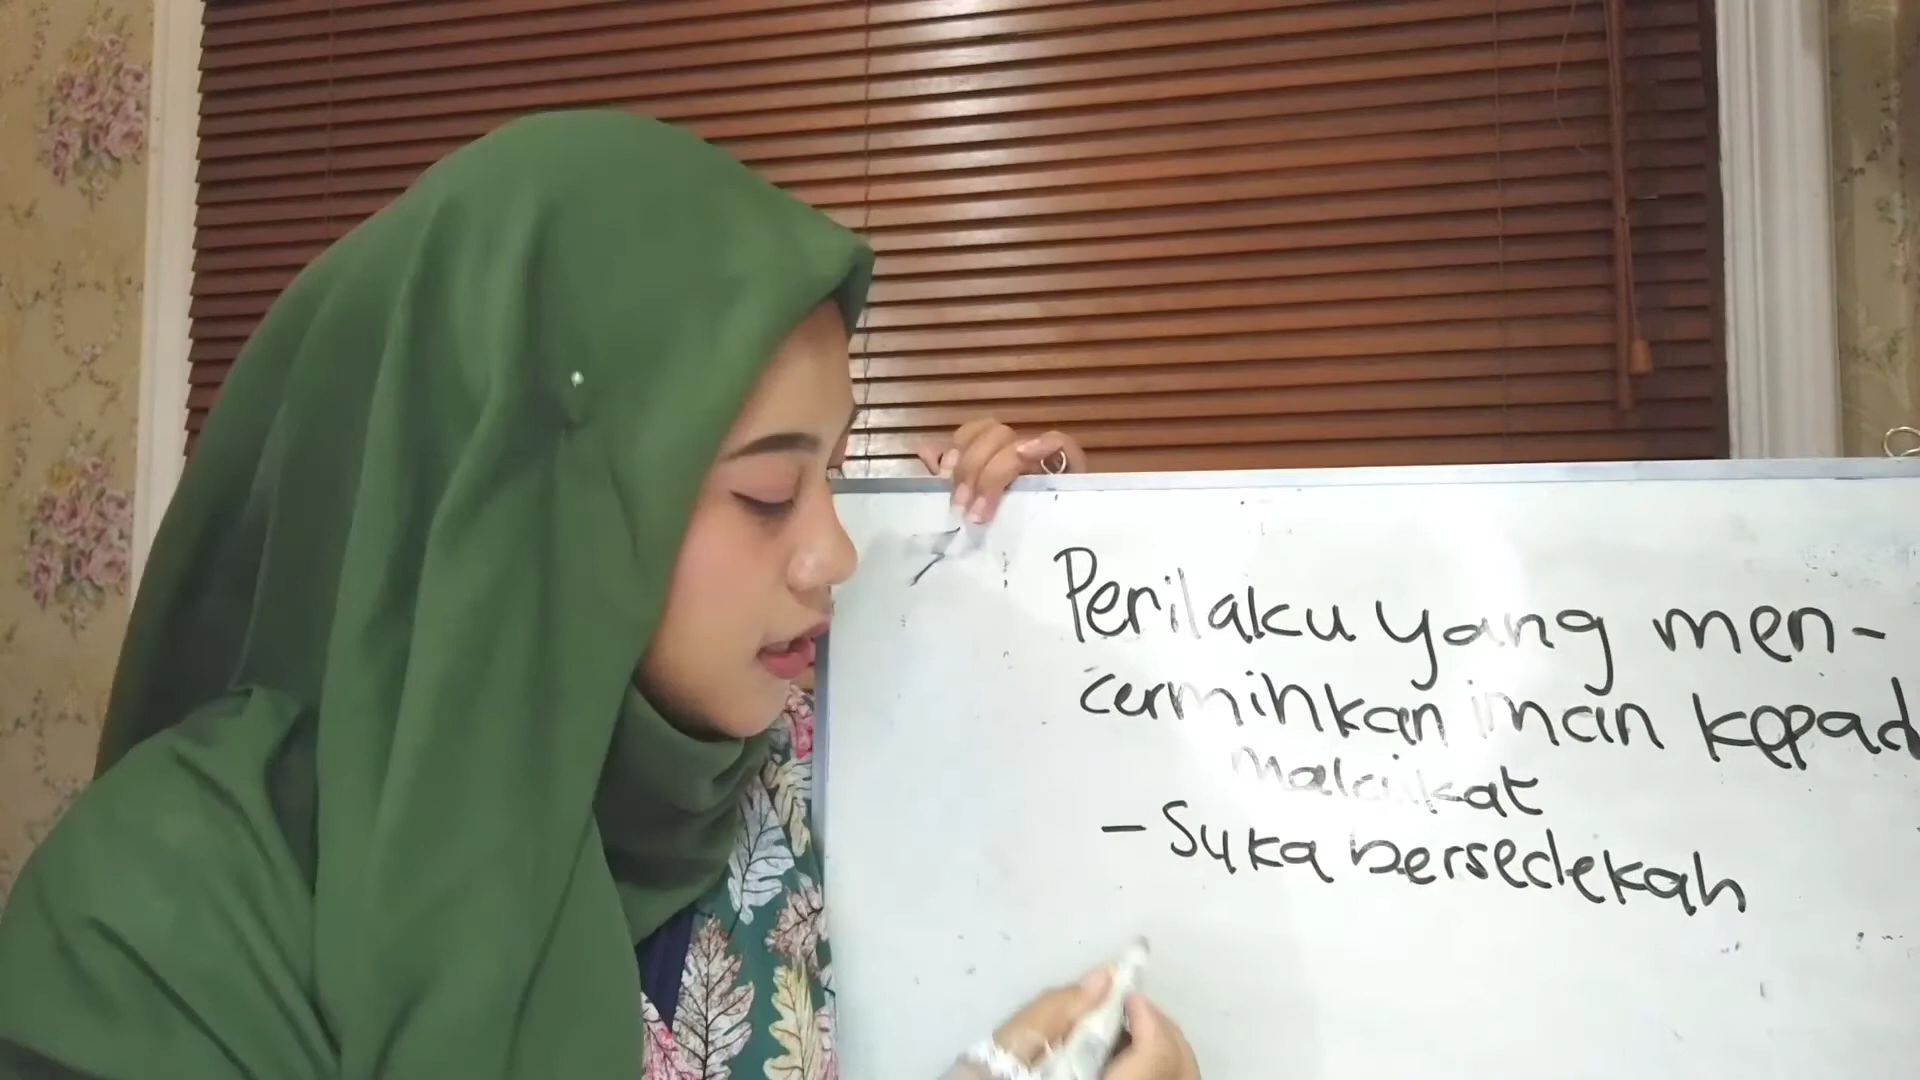 Perilaku yang men-
cerminkan iman kepad
Malaikat
- Suka bersedekah